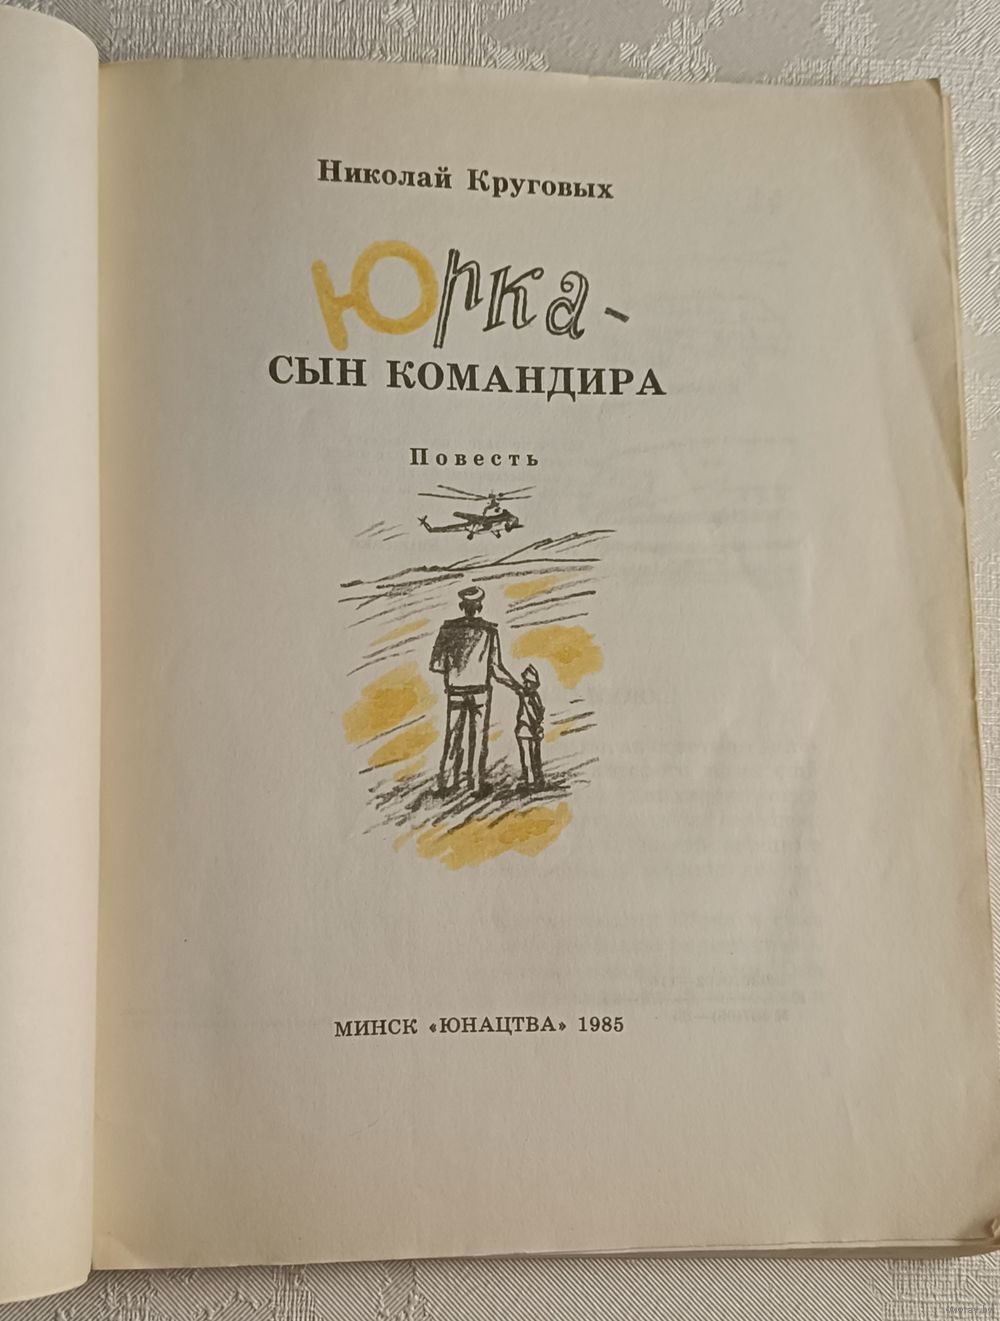 Николай Круговых
Юрка -
СЫН КОМАНДИРА
Повесть
МИНСК «ЮНАЦТВА» 1985